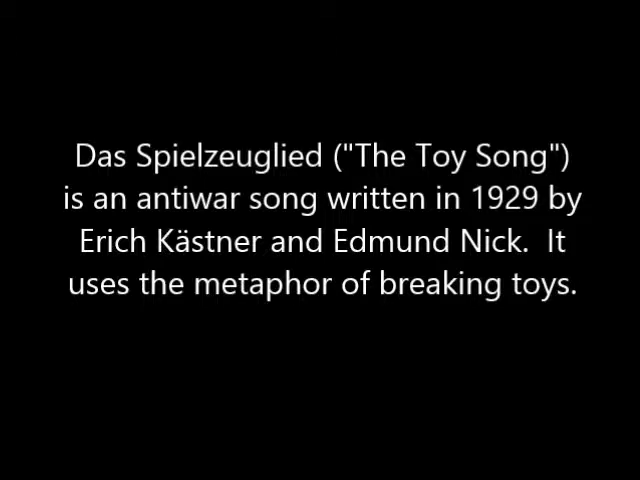 Das Spielzeuglied ("The Toy Song")
is an antiwar song written in 1929 by
Erich Kästner and Edmund Nick.  It
uses the metaphor of breaking toys.